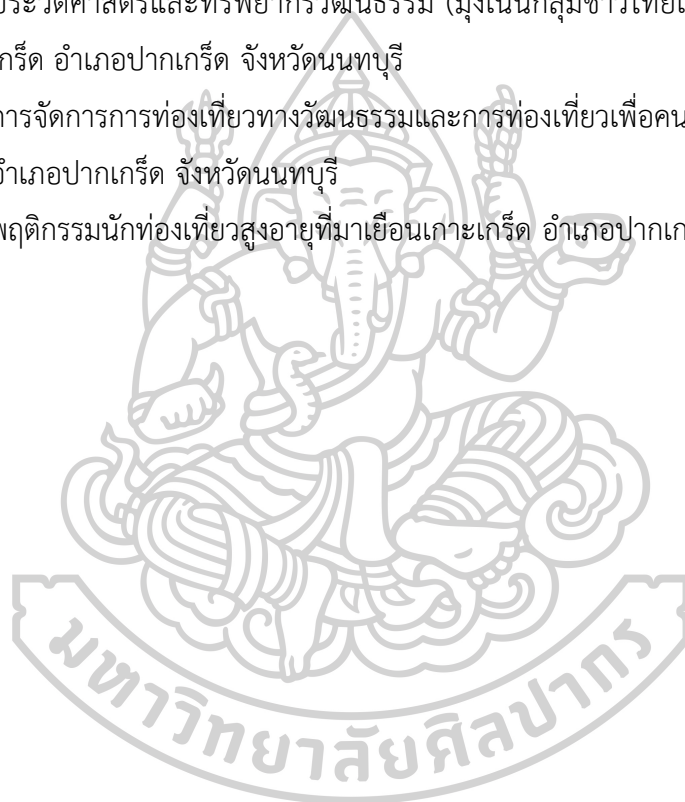 ประวัติศาสตร์และทรัพยากรวัฒนธรรม (มุ่งเน้นกลุ่มชาวไทย
กร็ด อำเภอปากเกร็ด จังหวัดนนทบุรี
การจัดการการท่องเที่ยวทางวัฒนธรรมและการท่องเที่ยวเพื่อคน
อำเภอปากเกร็ด จังหวัดนนทบุรี
พฤติกรรมนักท่องเที่ยวสูงอายุที่มาเยือนเกาะเกร็ด อำเภอปากเก
มหาวิทยาลัยศิลปากร